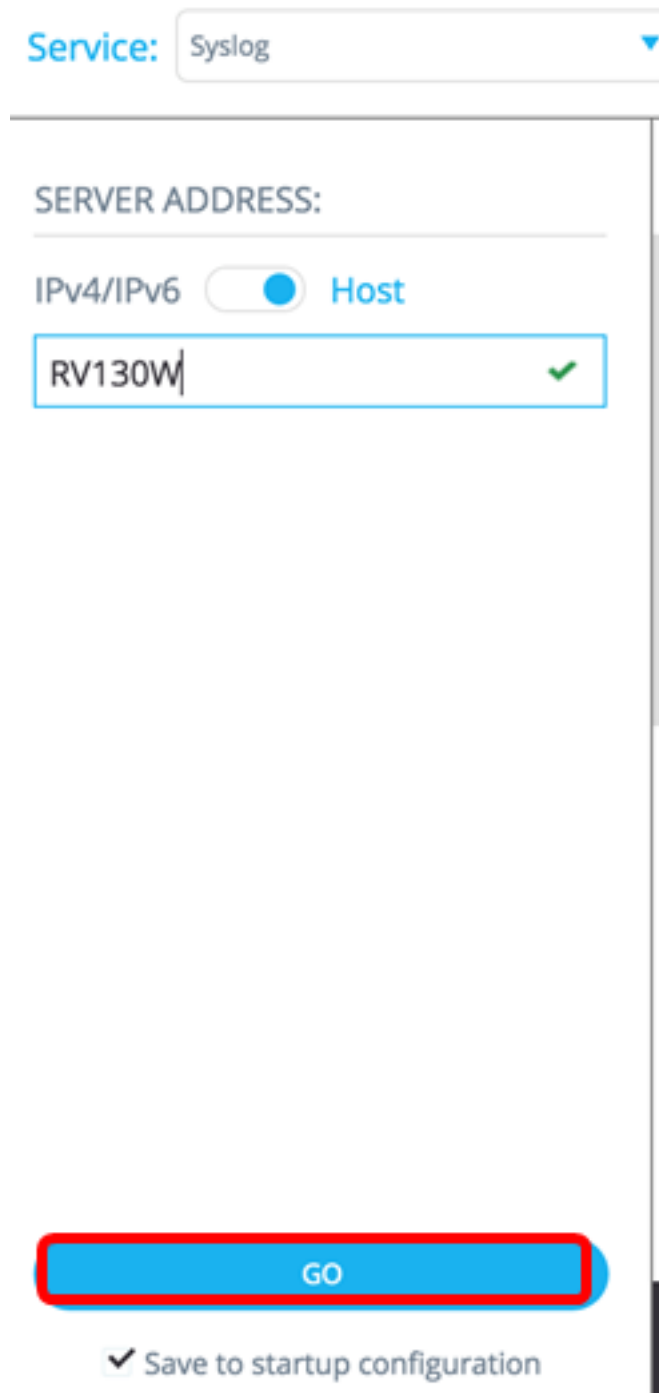 Service: Syslog
SERVER ADDRESS:
IPv4/IPv6 Host
RV130W
GO
Save to startup configuration